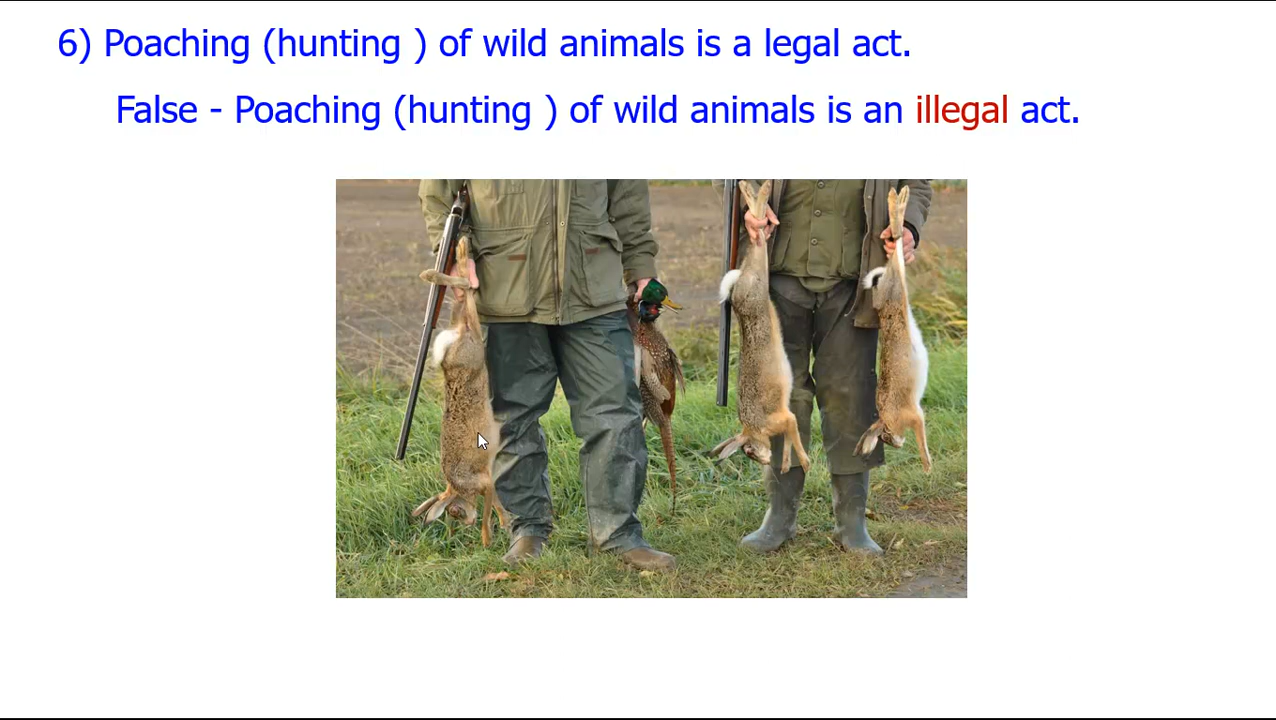 6) Poaching (hunting ) of wild animals is a legal act.
False - Poaching (hunting ) of wild animals is an illegal act.